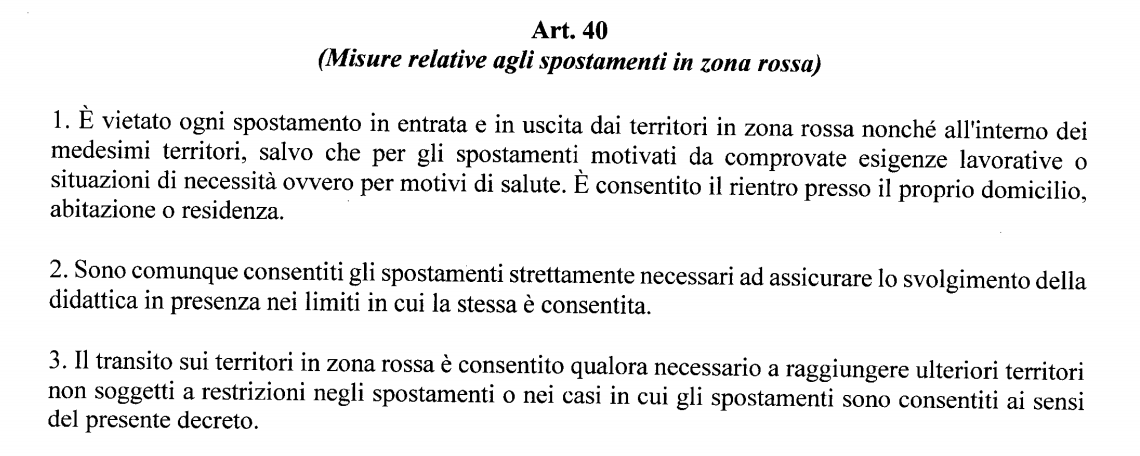 Art. 40
(Misure relative agli spostamenti in zona rossa)
1. È vietato ogni spostamento in entrata e in uscita dai territori in zona rossa nonché all'interno dei
medesimi territori, salvo che per gli spostamenti motivati da comprovate esigenze lavorative o
situazioni di necessità ovvero per motivi di salute. È consentito il rientro presso il proprio domicilio,
abitazione o residenza.
2. Sono comunque consentiti gli spostamenti strettamente necessari ad assicurare lo svolgimento della
didattica in presenza nei limiti in cui la stessa è consentita.
3. Il transito sui territori in zona rossa è consentito qualora necessario a raggiungere ulteriori territori
non soggetti a restrizioni negli spostamenti o nei casi in cui gli spostamenti sono consentiti ai sensi
del presente decreto.